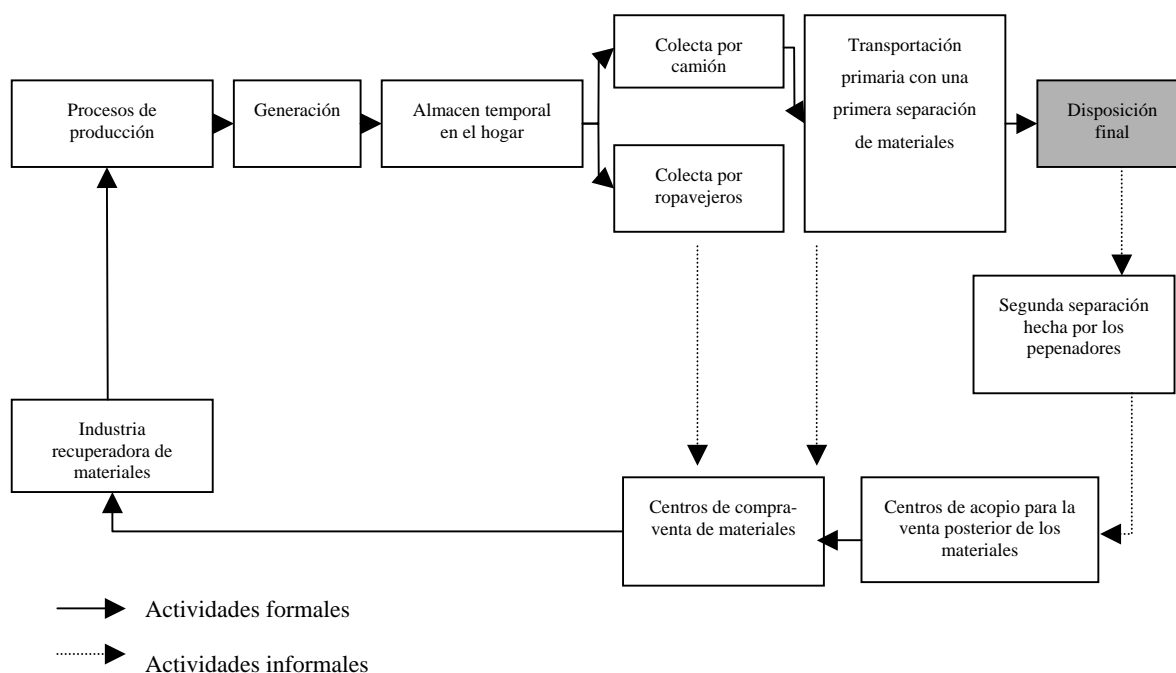 Procesos de
producción
Generación
Almacen temporal
en el hogar
Colecta por
camión
Colecta por
ropavejeros
Transportación
primaria con una
primera separación
de materiales
Disposición
final
Segunda separación
hecha por los
pepenadores
Industria
recuperadora de
materiales
Centros de compra-
venta de materiales
Centros de acopio para la
venta posterior de los
materiales
Actividades formales
Actividades informales